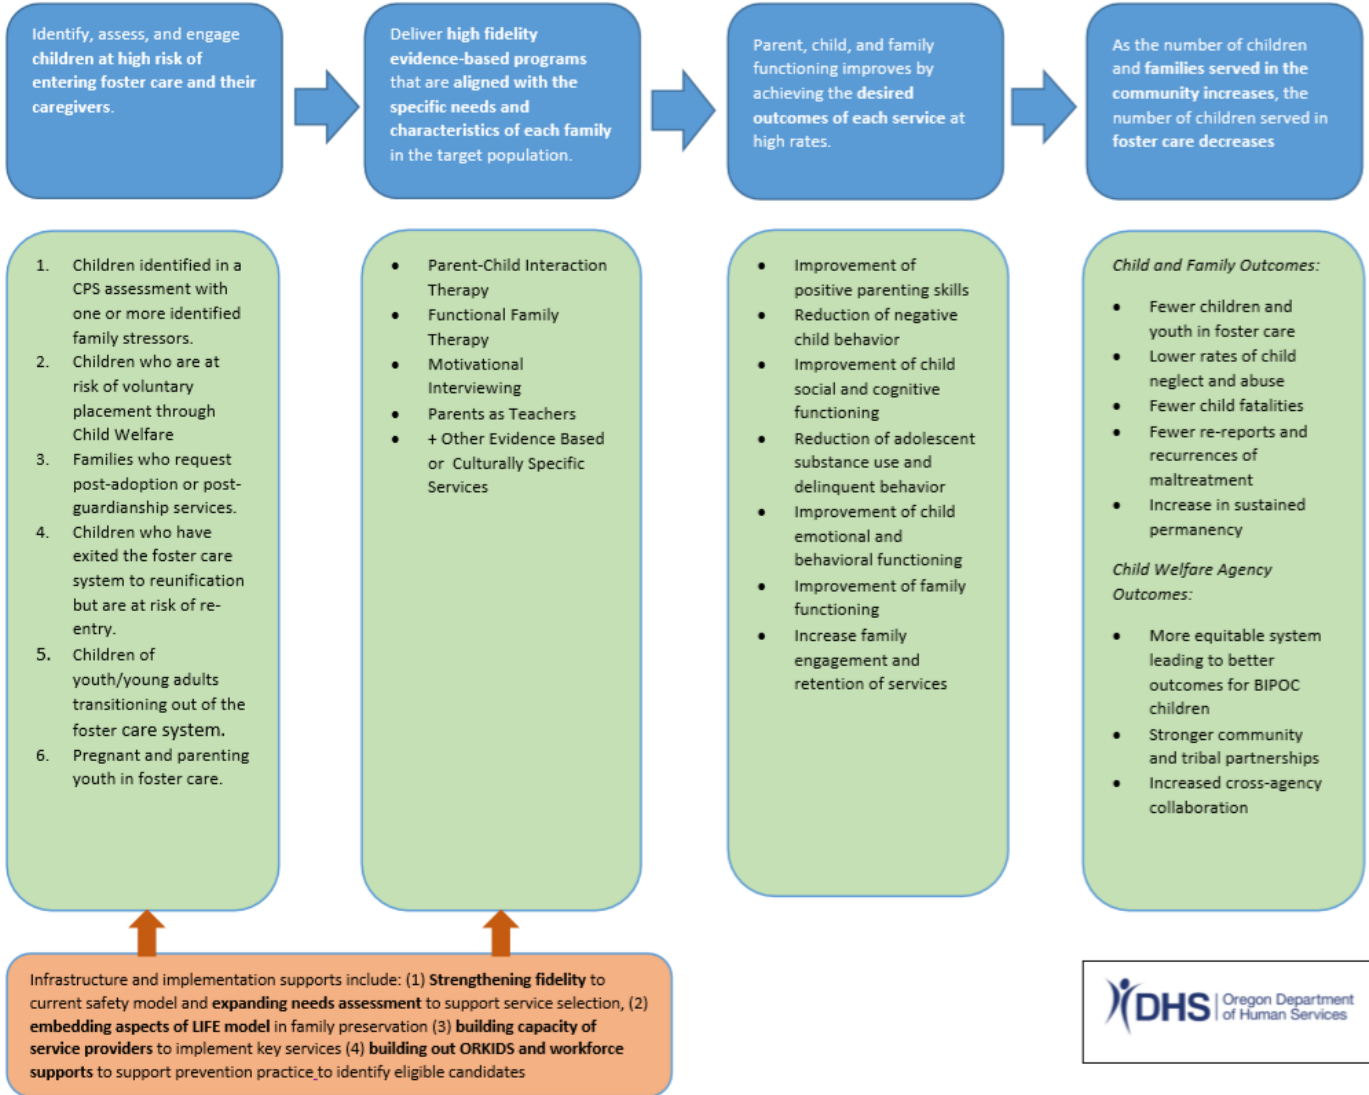 Identify, assess, and engage
children at high risk of
entering foster care and their
caregivers.
Deliver high fidelity
evidence-based programs
that are aligned with the
specific needs and
characteristics of each family
in the target population.
Parent, child, and family
functioning improves by
achieving the desired
outcomes of each service at
high rates.
As the number of children
and families served in the
community increases, the
number of children served in
foster care decreases
1. Children identified in a
CPS assessment with
one or more identified
family stressors.
2. Children who are at
risk of voluntary
placement through
Child Welfare
3. Families who request
post-adoption or post-
guardianship services.
4. Children who have
exited the foster care
system to reunification
but are at risk of re-
entry.
5. Children of
youth/young adults
transitioning out of the
foster care system.
6. Pregnant and parenting
youth in foster care.
• Parent-Child Interaction
Therapy
• Functional Family
Therapy
• Motivational
Interviewing
• Parents as Teachers
• + Other Evidence Based
or Culturally Specific
Services
• Improvement of
positive parenting skills
• Reduction of negative
child behavior
• Improvement of child
social and cognitive
functioning
• Reduction of adolescent
substance use and
delinquent behavior
• Improvement of child
emotional and
behavioral functioning
• Improvement of family
functioning
• Increase family
engagement and
retention of services
Child and Family Outcomes:
• Fewer children and
youth in foster care
• Lower rates of child
neglect and abuse
• Fewer child fatalities
• Fewer re-reports and
recurrences of
maltreatment
• Increase in sustained
permanency
Child Welfare Agency
Outcomes:
• More equitable system
leading to better
outcomes for BIPOC
children
• Stronger community
and tribal partnerships
• Increased cross-agency
collaboration
Infrastructure and implementation supports include: (1) Strengthening fidelity to
current safety model and expanding needs assessment to support service selection, (2)
embedding aspects of LIFE model in family preservation (3) building capacity of
service providers to implement key services (4) building out ORKIDS and workforce
supports to support prevention practice to identify eligible candidates
DHS | Oregon Department
of Human Services